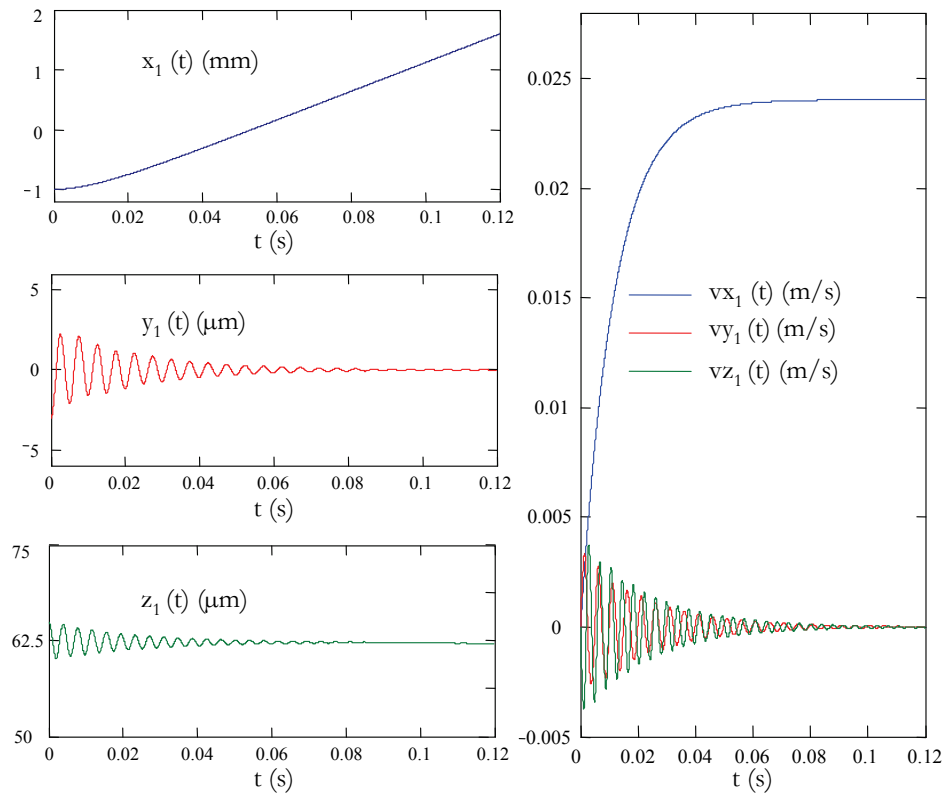 2
1
0
−1
x₁ (t) (mm)
0 0.02 0.04 0.06 0.08 0.1 0.12
t (s)
5
0
−5
y₁ (t) (μm)
0 0.02 0.04 0.06 0.08 0.1 0.12
t (s)
75
62.5
50
z₁ (t) (μm)
0 0.02 0.04 0.06 0.08 0.1 0.12
t (s)
0.025
0.02
0.015
0.01
0.005
0
−0.005
vx₁ (t) (m/s)
vy₁ (t) (m/s)
vz₁ (t) (m/s)
0 0.02 0.04 0.06 0.08 0.1 0.12
t (s)